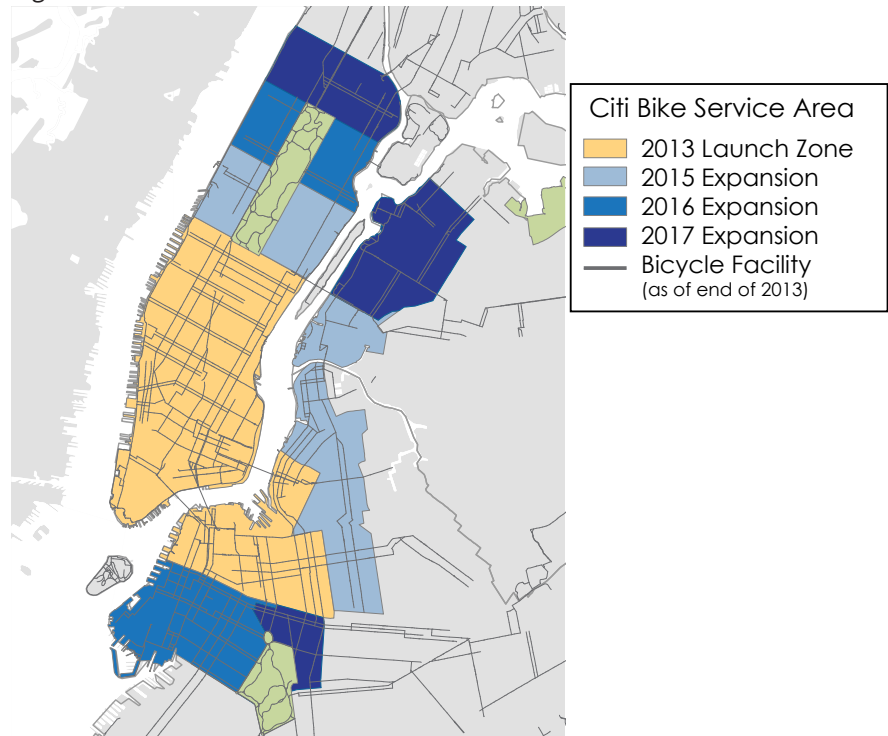 Citi Bike Service Area
2013 Launch Zone
2015 Expansion
2016 Expansion
2017 Expansion
Bicycle Facility
(as of end of 2013)